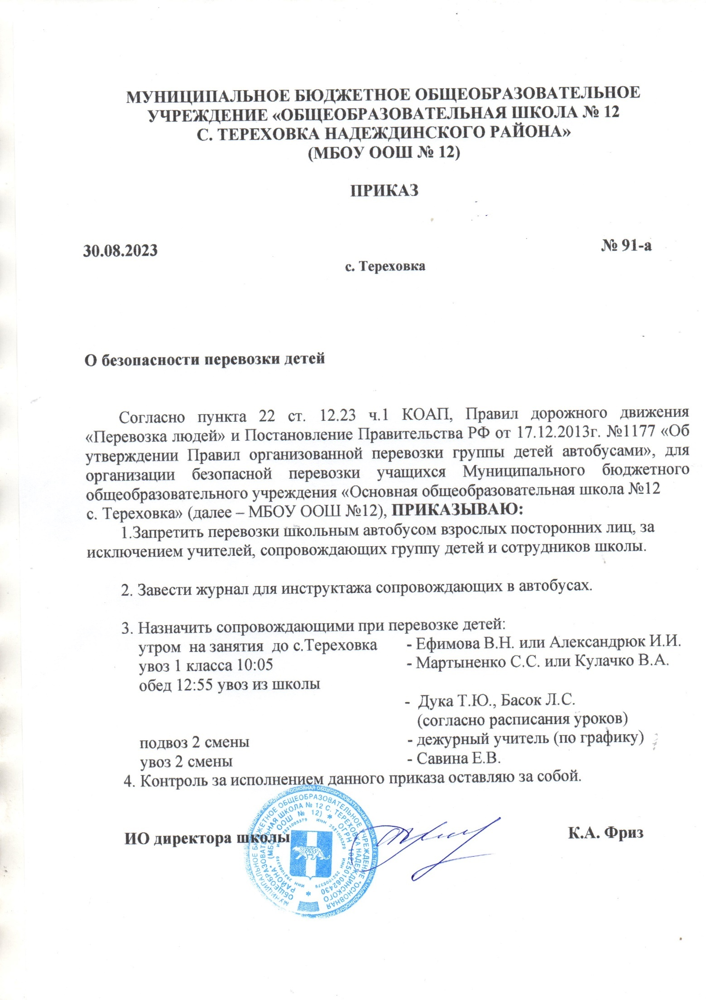 МУНИЦИПАЛЬНОЕ БЮДЖЕТНОЕ ОБЩЕОБРАЗОВАТЕЛЬНОЕ
УЧРЕЖДЕНИЕ «ОБЩЕОБРАЗОВАТЕЛЬНАЯ ШКОЛА № 12
С. ТЕРЕХОВКА НАДЕЖДИНСКОГО РАЙОНА»
(МБОУ ООШ № 12)
ПРИКАЗ
30.08.2023 № 91-а
с. Тереховка
О безопасности перевозки детей
Согласно пункта 22 ст. 12.23 ч.1 КОАП, Правил дорожного движения
«Перевозка людей» и Постановление Правительства РФ от 17.12.2013г. №1177 «Об
утверждении Правил организованной перевозки группы детей автобусами», для
организации безопасной перевозки учащихся Муниципального бюджетного
общеобразовательного учреждения «Основная общеобразовательная школа №12
с. Тереховка» (далее – МБОУ ООШ №12), ПРИКАЗЫВАЮ:
1.Запретить перевозки школьным автобусом взрослых посторонних лиц, за
исключением учителей, сопровождающих группу детей и сотрудников школы.
2. Завести журнал для инструктажа сопровождающих в автобусах.
3. Назначить сопровождающими при перевозке детей:
утром на занятия до с.Тереховка - Ефимова В.Н. или Александрюк И.И.
увоз 1 класса 10:05 - Мартыненко С.С. или Кулачко В.А.
обед 12:55 увоз из школы
- Дука Т.Ю., Басок Л.С.
(согласно расписания уроков)
подвоз 2 смены - дежурный учитель (по графику)
увоз 2 смены - Савина Е.В.
4. Контроль за исполнением данного приказа оставляю за собой.
ИО директора школы К.А. Фриз
МУНИЦИПАЛЬНОЕ БЮДЖЕТНОЕ ОБЩЕОБРАЗОВАТЕЛЬНОЕ УЧРЕЖДЕНИЕ "ОСНОВНАЯ
ОБЩЕОБРАЗОВАТЕЛЬНАЯ ШКОЛА № 12 С. ТЕРЕХОВКА НАДЕЖДИНСКОГО
РАЙОНА" (МБОУ ООШ № 12) * ОГРН 1022501062430 *
ИНН 2521005379 ИНН 2521005379 ИНН 2521005379 ИНН 2521005379